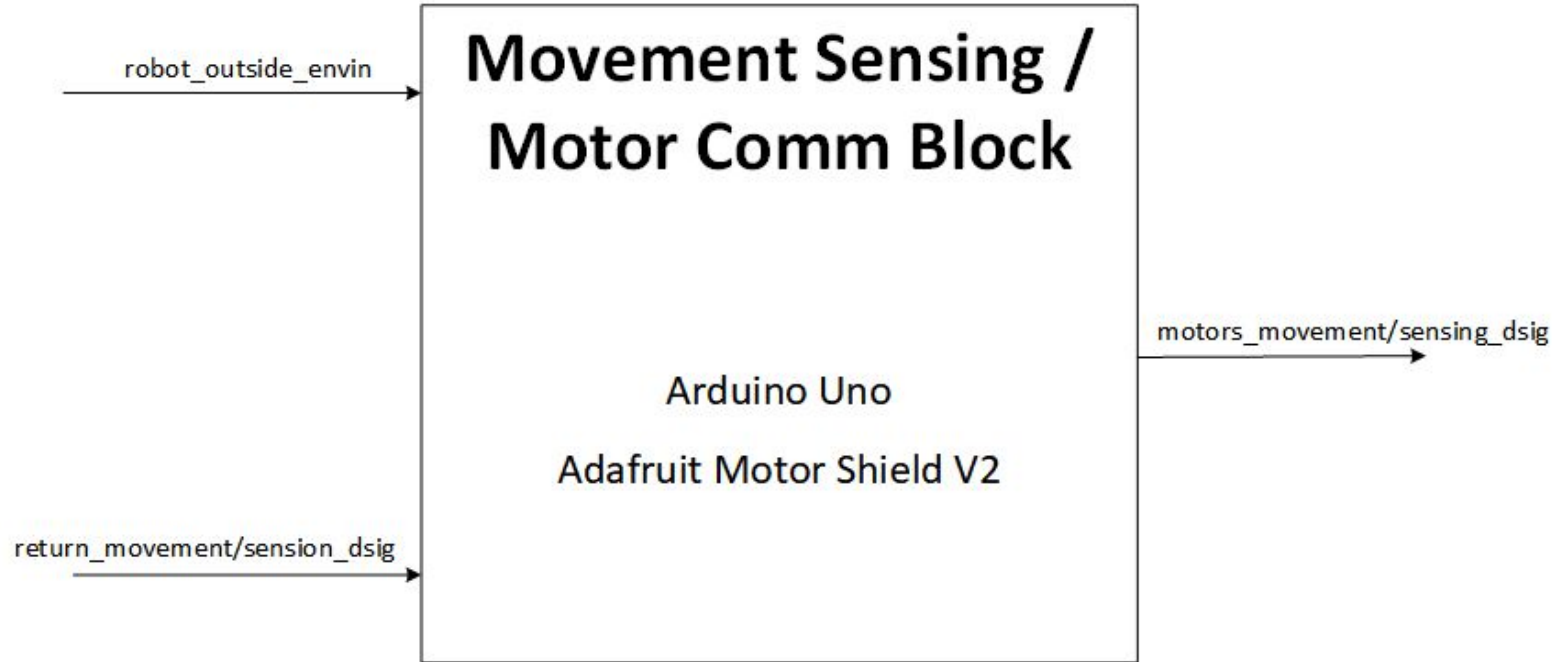 robot_outside_envin
Movement Sensing /
Motor Comm Block
motors_movement/sensing_dsig
Arduino Uno
Adafruit Motor Shield V2
return_movement/sension_dsig